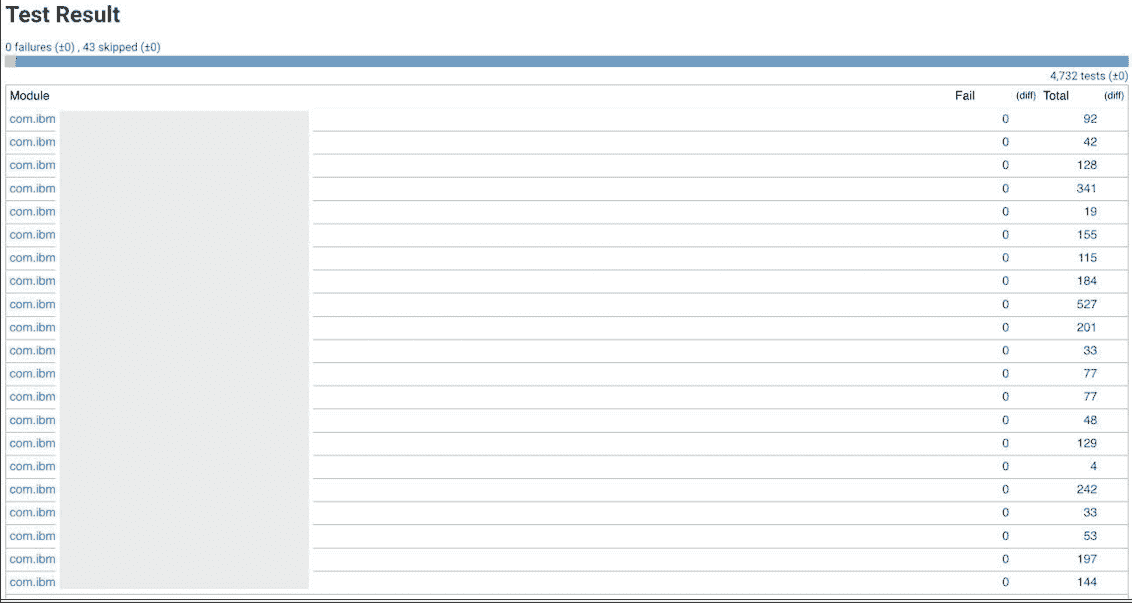 Test Result
0 failures (±0) , 43 skipped (±0)
4,732 tests (±0)
Module Fail (diff) Total (diff)
com.ibm 0 92
com.ibm 0 42
com.ibm 0 128
com.ibm 0 341
com.ibm 0 19
com.ibm 0 155
com.ibm 0 115
com.ibm 0 184
com.ibm 0 527
com.ibm 0 201
com.ibm 0 33
com.ibm 0 77
com.ibm 0 77
com.ibm 0 48
com.ibm 0 129
com.ibm 0 4
com.ibm 0 242
com.ibm 0 33
com.ibm 0 53
com.ibm 0 197
com.ibm 0 144